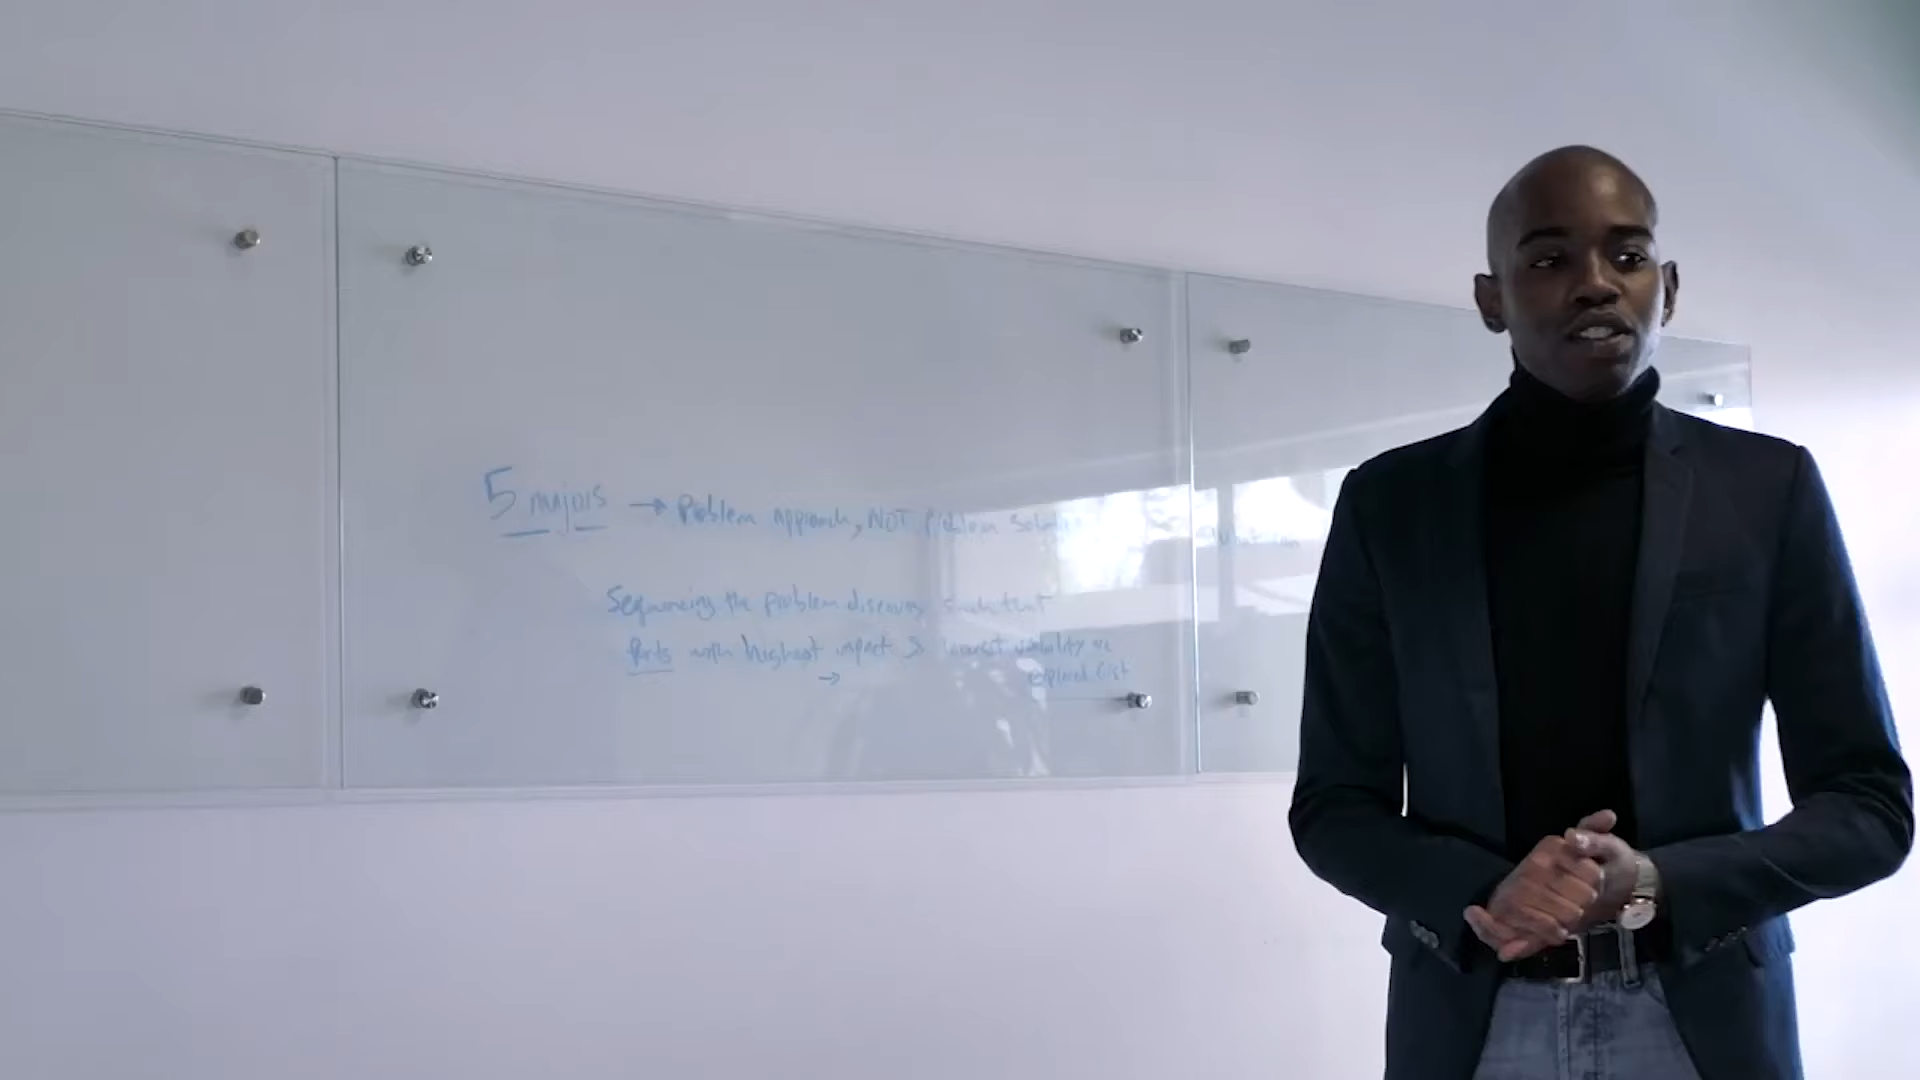 5 majors → Problem approach, NOT problem solution
Sequencing the problem discovery such that
Parts with highest impact > lowest visibility are
→ explored first